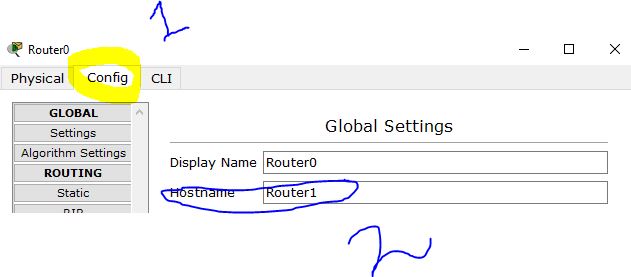 1
Router0
Physical Config CLI
GLOBAL
Settings
Algorithm Settings
ROUTING
Static
RIP
Global Settings
Display Name Router0
Hostname Router1
2